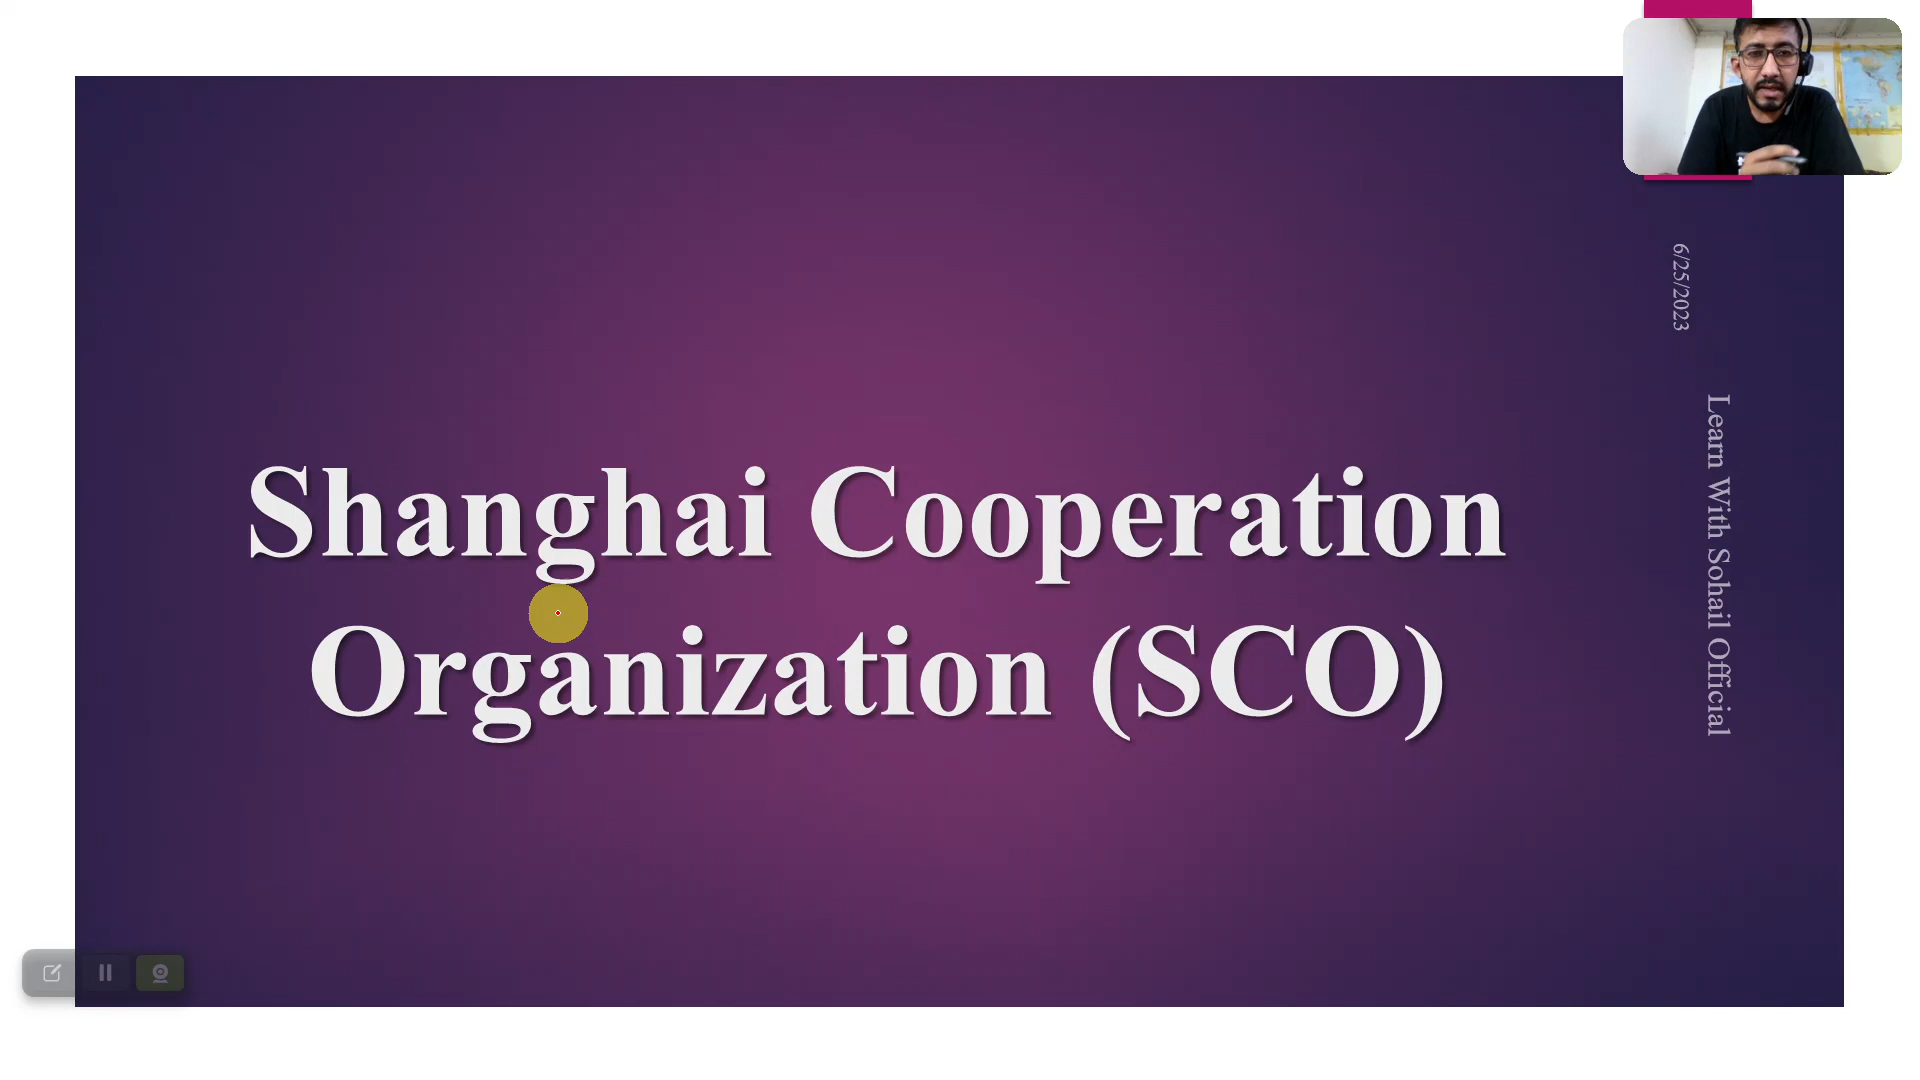 Shanghai Cooperation
Organization (SCO)
6/25/2023
Learn With Sohail Official